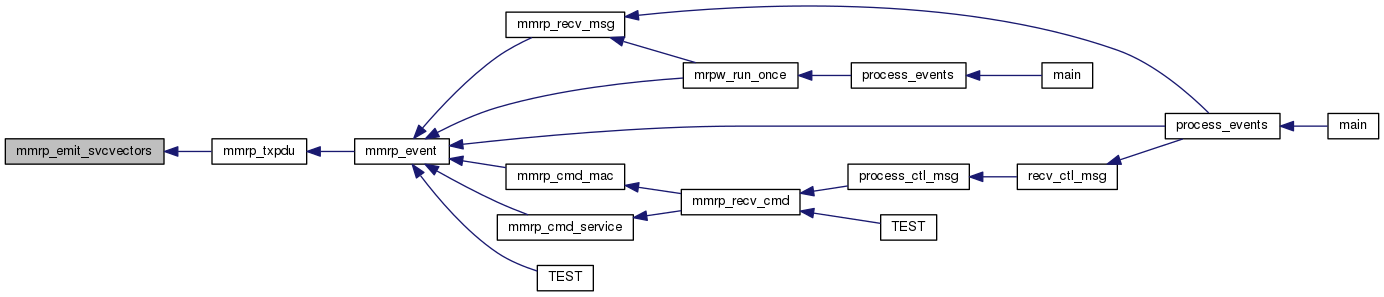 mmrp_emit_svcvectors
mmrp_txpdu
mmrp_event
mmrp_recv_msg
mrpw_run_once
process_events
main
process_events
main
mmrp_cmd_mac
mmrp_cmd_service
mmrp_recv_cmd
process_ctl_msg
recv_ctl_msg
TEST
TEST